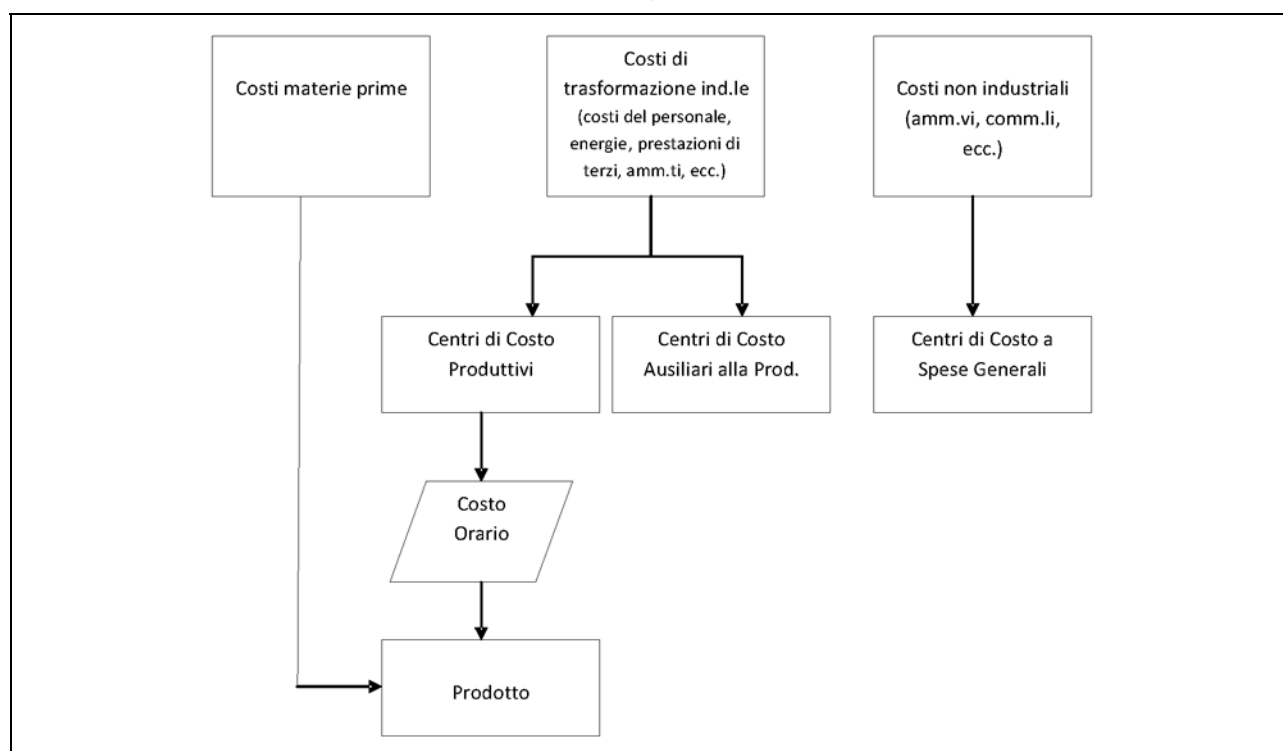 Costi materie prime
Costi di
trasformazione ind.le
(costi del personale,
energie, prestazioni di
terzi, amm.ti, ecc.)
Costi non industriali
(amm.vi, comm.li,
ecc.)
Centri di Costo
Produttivi
Centri di Costo
Ausiliari alla Prod.
Centri di Costo a
Spese Generali
Costo
Orario
Prodotto